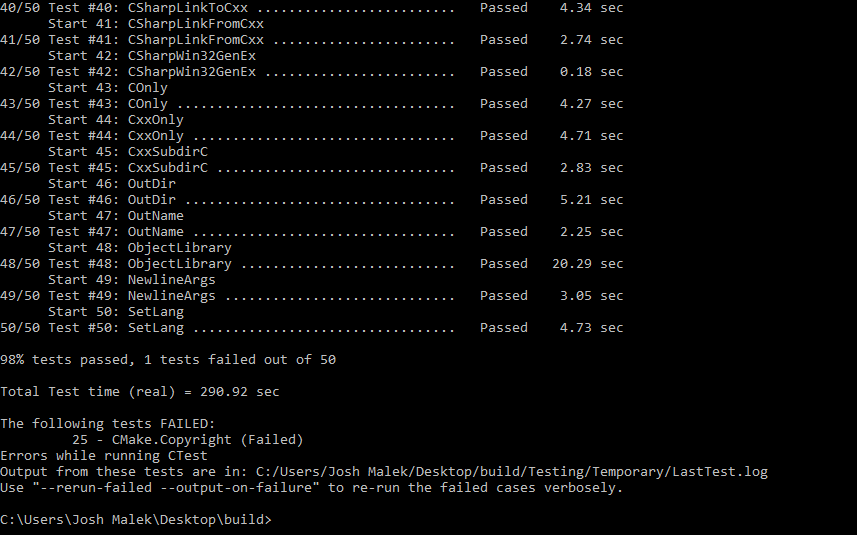 40/50 Test #40: CSharpLinkToCxx .........................   Passed    4.34 sec
      Start 41: CSharpLinkFromCxx
41/50 Test #41: CSharpLinkFromCxx .......................   Passed    2.74 sec
      Start 42: CSharpWin32GenEx
42/50 Test #42: CSharpWin32GenEx ........................   Passed    0.18 sec
      Start 43: COnly
43/50 Test #43: COnly ...................................   Passed    4.27 sec
      Start 44: CxxOnly
44/50 Test #44: CxxOnly .................................   Passed    4.71 sec
      Start 45: CxxSubdirC
45/50 Test #45: CxxSubdirC ..............................   Passed    2.83 sec
      Start 46: OutDir
46/50 Test #46: OutDir ..................................   Passed    5.21 sec
      Start 47: OutName
47/50 Test #47: OutName .................................   Passed    2.25 sec
      Start 48: ObjectLibrary
48/50 Test #48: ObjectLibrary ...........................   Passed   20.29 sec
      Start 49: NewlineArgs
49/50 Test #49: NewlineArgs .............................   Passed    3.05 sec
      Start 50: SetLang
50/50 Test #50: SetLang .................................   Passed    4.73 sec

98% tests passed, 1 tests failed out of 50

Total Test time (real) = 290.92 sec

The following tests FAILED:
         25 - CMake.Copyright (Failed)
Errors while running CTest
Output from these tests are in: C:/Users/Josh Malek/Desktop/build/Testing/Temporary/LastTest.log
Use "--rerun-failed --output-on-failure" to re-run the failed cases verbosely.

C:\Users\Josh Malek\Desktop\build>